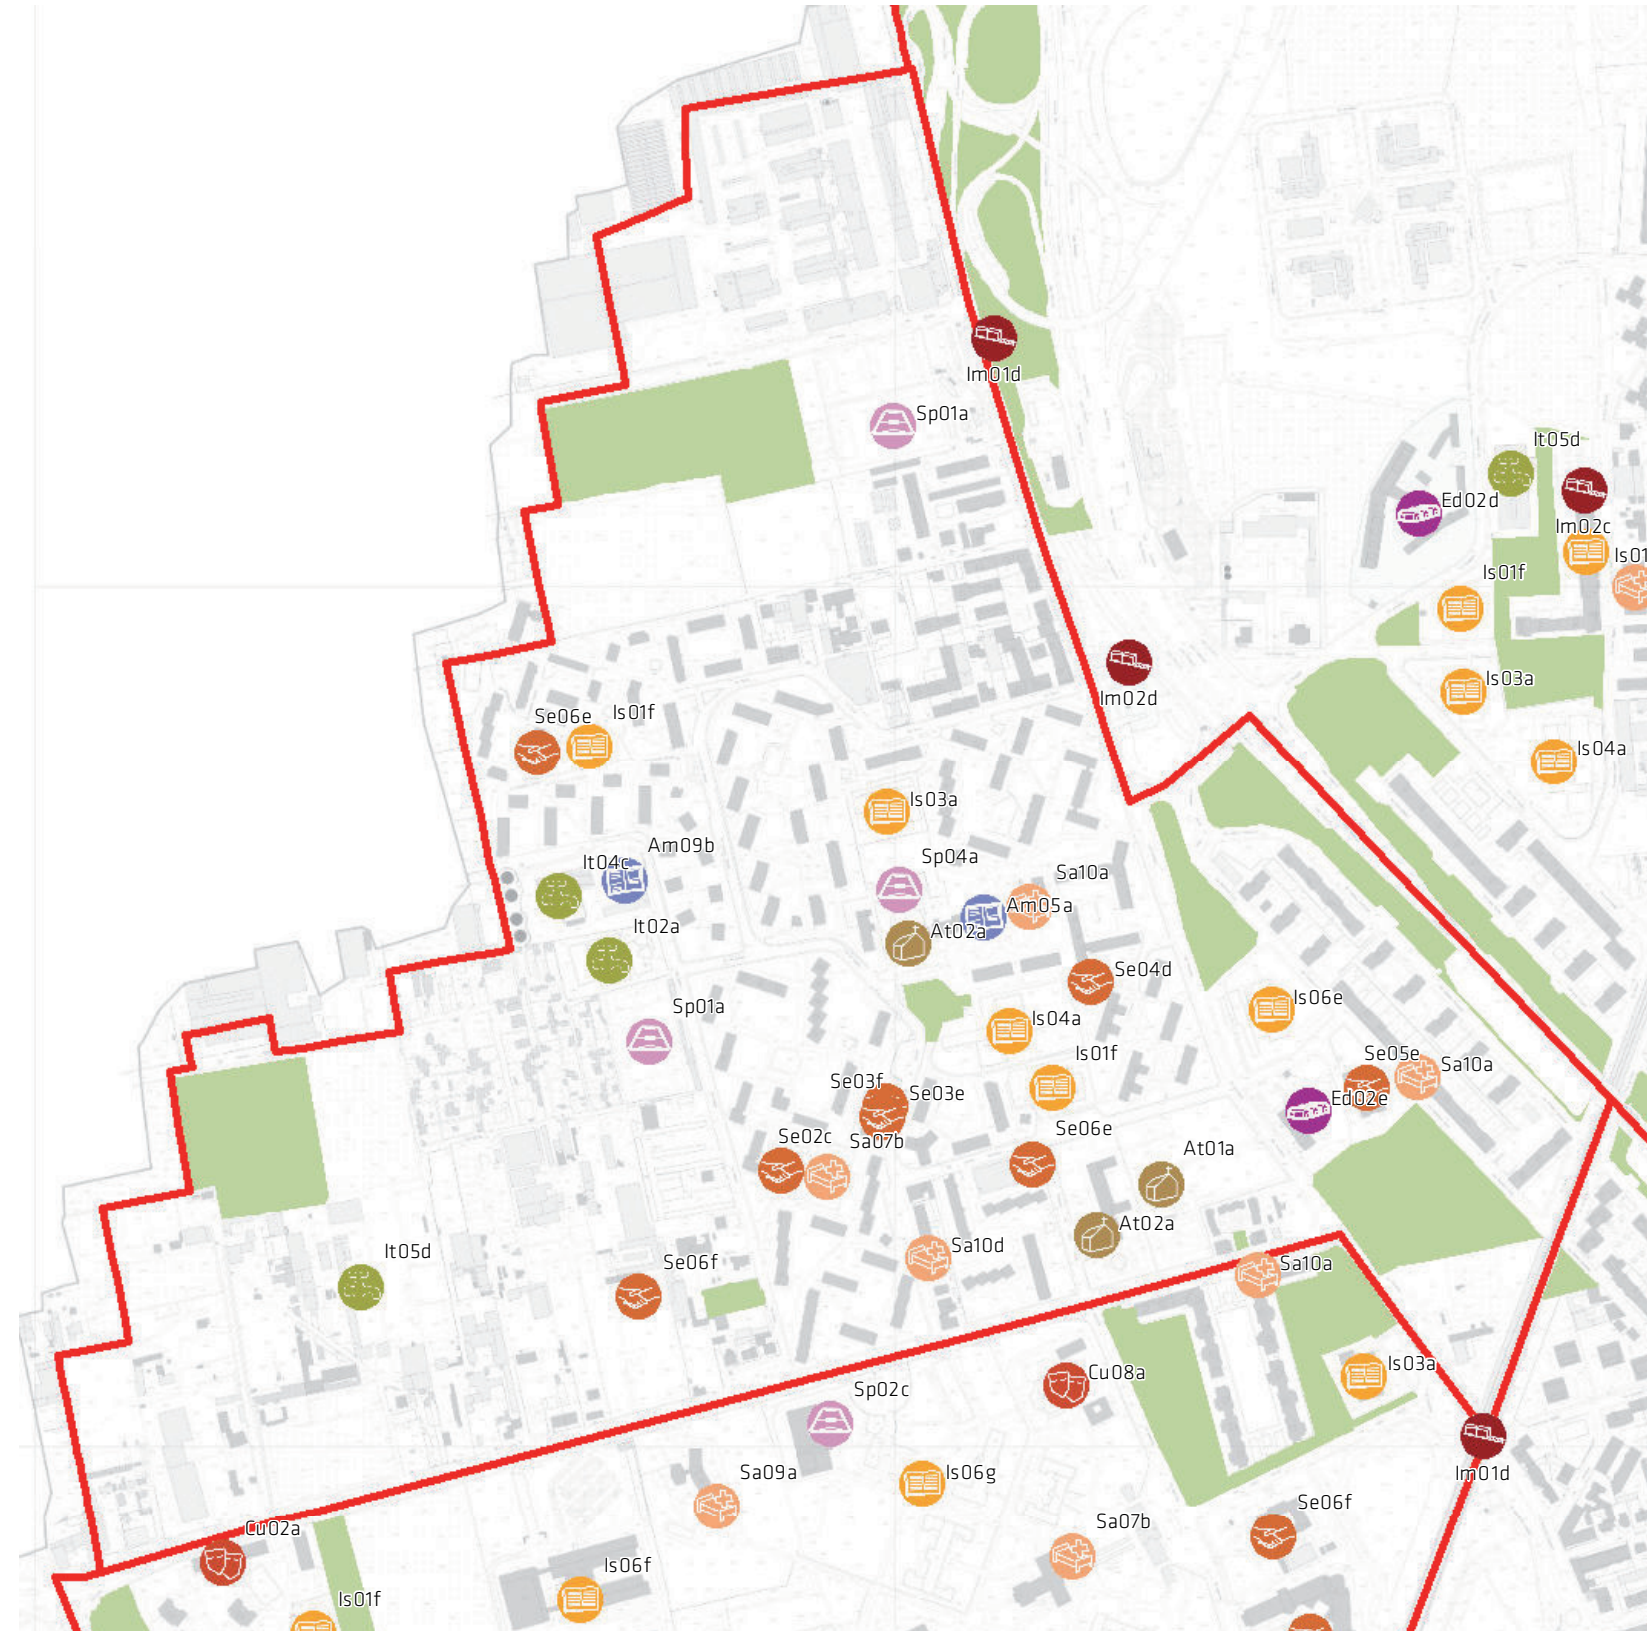 Im01d
Sp01a
It05d
Ed02d
Im02c
Is01
Is01f
Is03a
Im02d
Is04a
Se06e
Is01f
Is03a
Am09b
It04c
Sp04a
Sa10a
Am05a
It02a
At02a
Se04d
Is06e
Sp01a
Is04a
Is01f
Se05e
Sa10a
Se03f
Se03e
Ed02e
Se02c
Sa07b
Se06e
At01a
At02a
Sa10d
It05d
Se06f
Sa10a
Cu08a
Is03a
Sp02c
Sa09a
Is06g
Im01d
Se06f
Cu02a
Sa07b
Is06f
Is01f